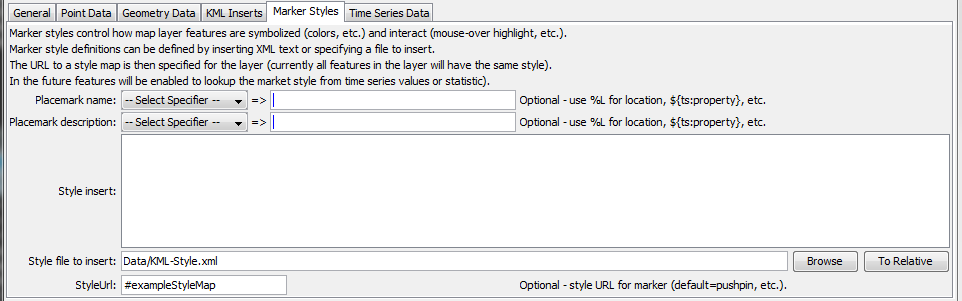 General Point Data Geometry Data KML Inserts Marker Styles Time Series Data
Marker styles control how map layer features are symbolized (colors, etc.) and interact (mouse-over highlight, etc.).
Marker style definitions can be defined by inserting XML text or specifying a file to insert.
The URL to a style map is then specified for the layer (currently all features in the layer will have the same style).
In the future features will be enabled to lookup the market style from time series values or statistic).
Placemark name: -- Select Specifier -- => Optional - use %L for location, ${ts:property}, etc.
Placemark description: -- Select Specifier -- => Optional - use %L for location, ${ts:property}, etc.
Style insert:
Style file to insert: Data/KML-Style.xml Browse To Relative
StyleUrl: #exampleStyleMap Optional - style URL for marker (default=pushpin, etc.).